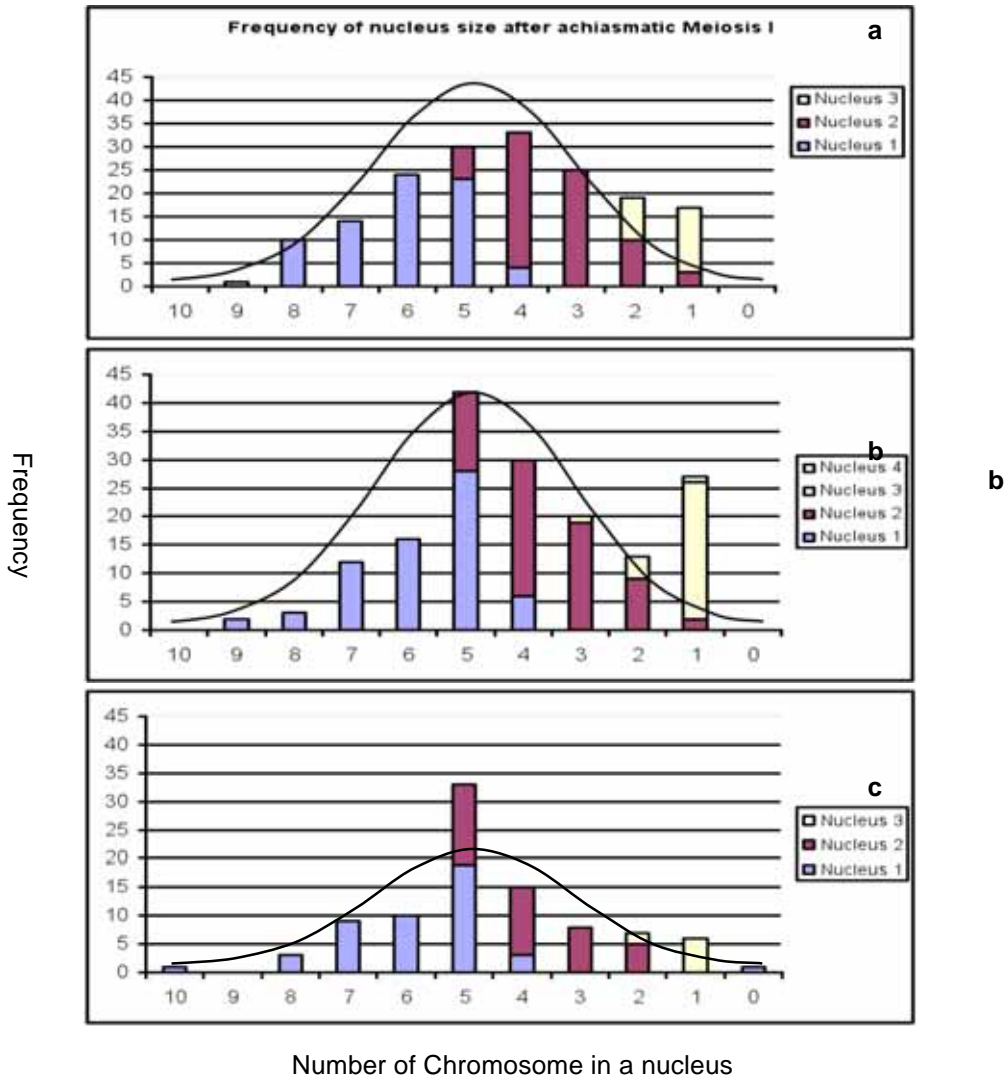 Frequency of nucleus size after achiasmatic Meiosis I
a
45
40
35
30
25
20
15
10
5
0
10 9 8 7 6 5 4 3 2 1 0
Nucleus 3
Nucleus 2
Nucleus 1
45
40
35
30
25
20
15
10
5
0
10 9 8 7 6 5 4 3 2 1 0
b
Nucleus 4
Nucleus 3
Nucleus 2
Nucleus 1
b
45
40
35
30
25
20
15
10
5
0
10 9 8 7 6 5 4 3 2 1 0
c
Nucleus 3
Nucleus 2
Nucleus 1
Frequency
Number of Chromosome in a nucleus